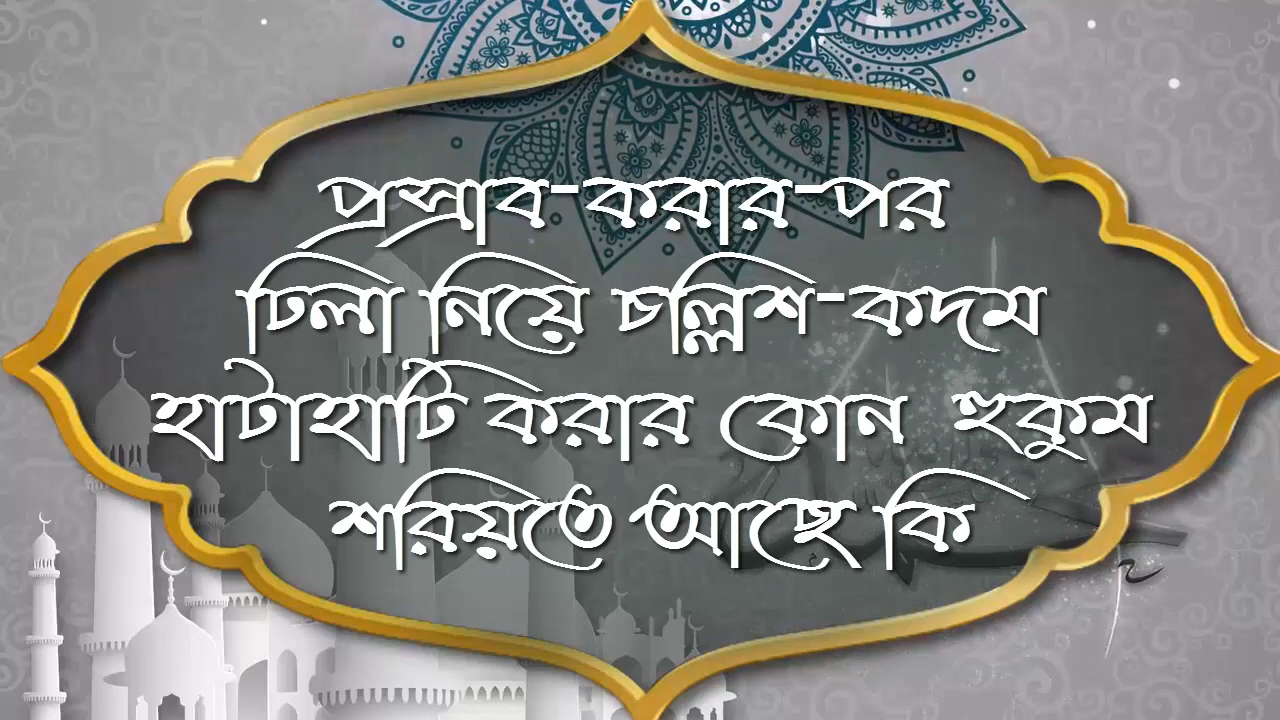 প্রস্রাব-করার-পর
ঢিলা নিয়ে চল্লিশ-কদম
হাটাহাটি করার কোন হুকুম
শরিয়তে আছে কি